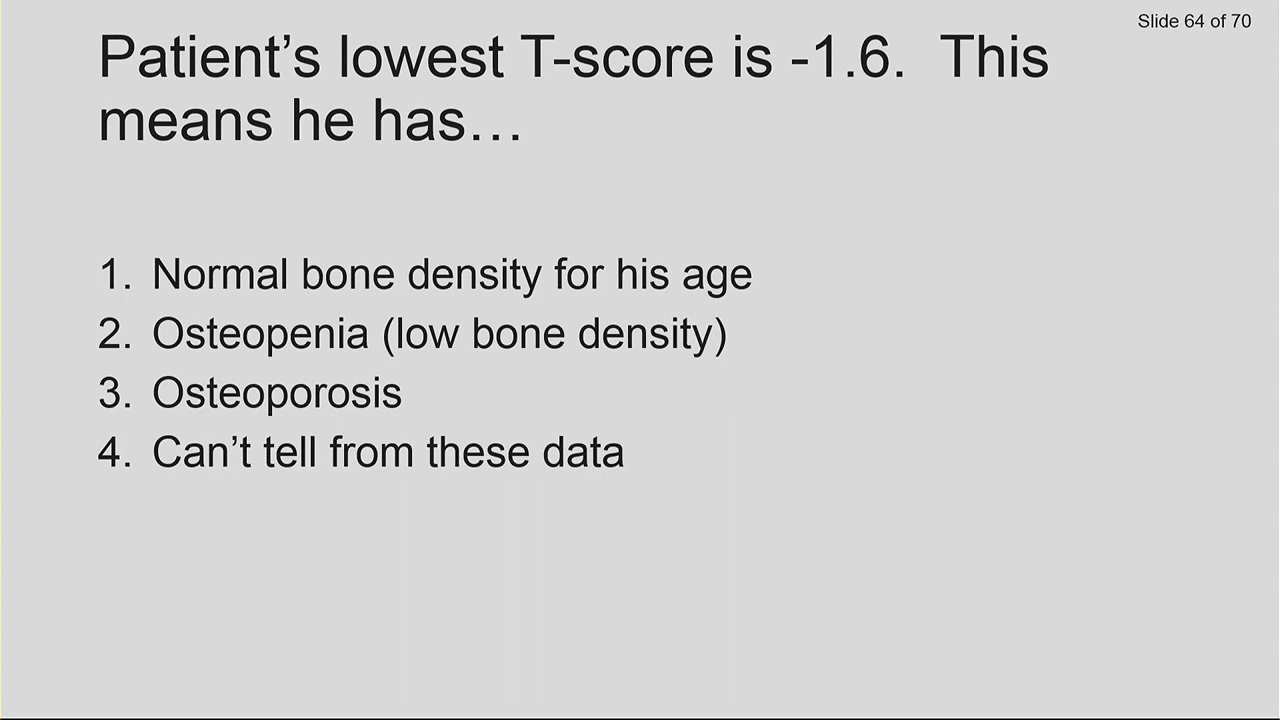 Slide 64 of 70
Patient’s lowest T-score is -1.6.  This
means he has…
1. Normal bone density for his age
2. Osteopenia (low bone density)
3. Osteoporosis
4. Can’t tell from these data